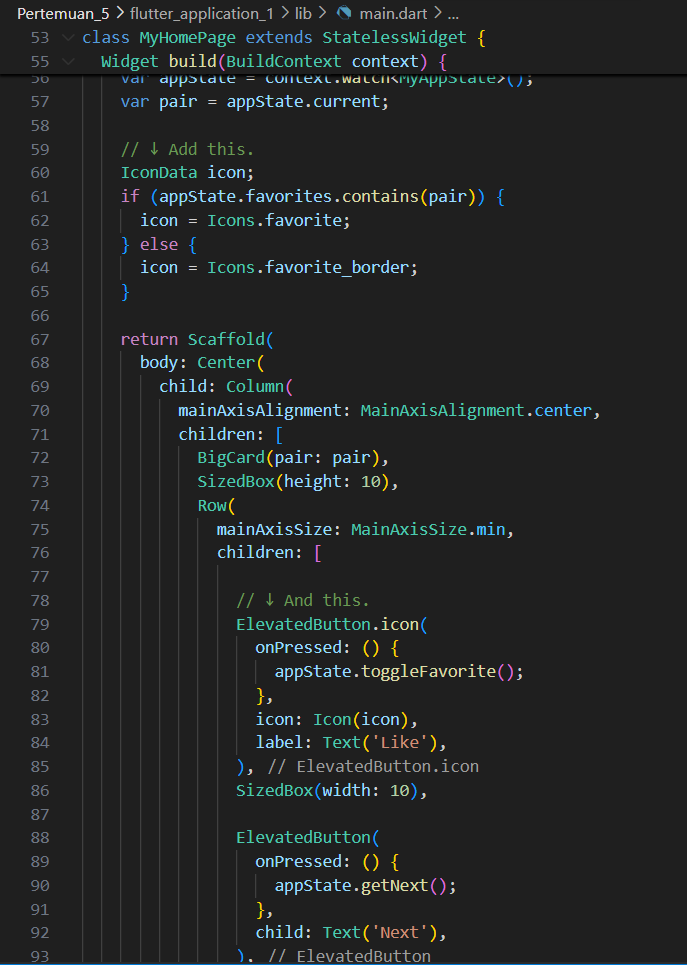 Pertemuan_5 > flutter_application_1 > lib > main.dart > ...
53 class MyHomePage extends StatelessWidget {
55 Widget build(BuildContext context) {
56 var appState = context.watch<MyAppState>();
57 var pair = appState.current;
58
59 // ↓ Add this.
60 IconData icon;
61 if (appState.favorites.contains(pair)) {
62 icon = Icons.favorite;
63 } else {
64 icon = Icons.favorite_border;
65 }
66
67 return Scaffold(
68 body: Center(
69 child: Column(
70 mainAxisAlignment: MainAxisAlignment.center,
71 children: [
72 BigCard(pair: pair),
73 SizedBox(height: 10),
74 Row(
75 mainAxisSize: MainAxisSize.min,
76 children: [
77
78 // ↓ And this.
79 ElevatedButton.icon(
80 onPressed: () {
81 appState.toggleFavorite();
82 },
83 icon: Icon(icon),
84 label: Text('Like'),
85 ), // ElevatedButton.icon
86 SizedBox(width: 10),
87
88 ElevatedButton(
89 onPressed: () {
90 appState.getNext();
91 },
92 child: Text('Next'),
93 ), // ElevatedButton